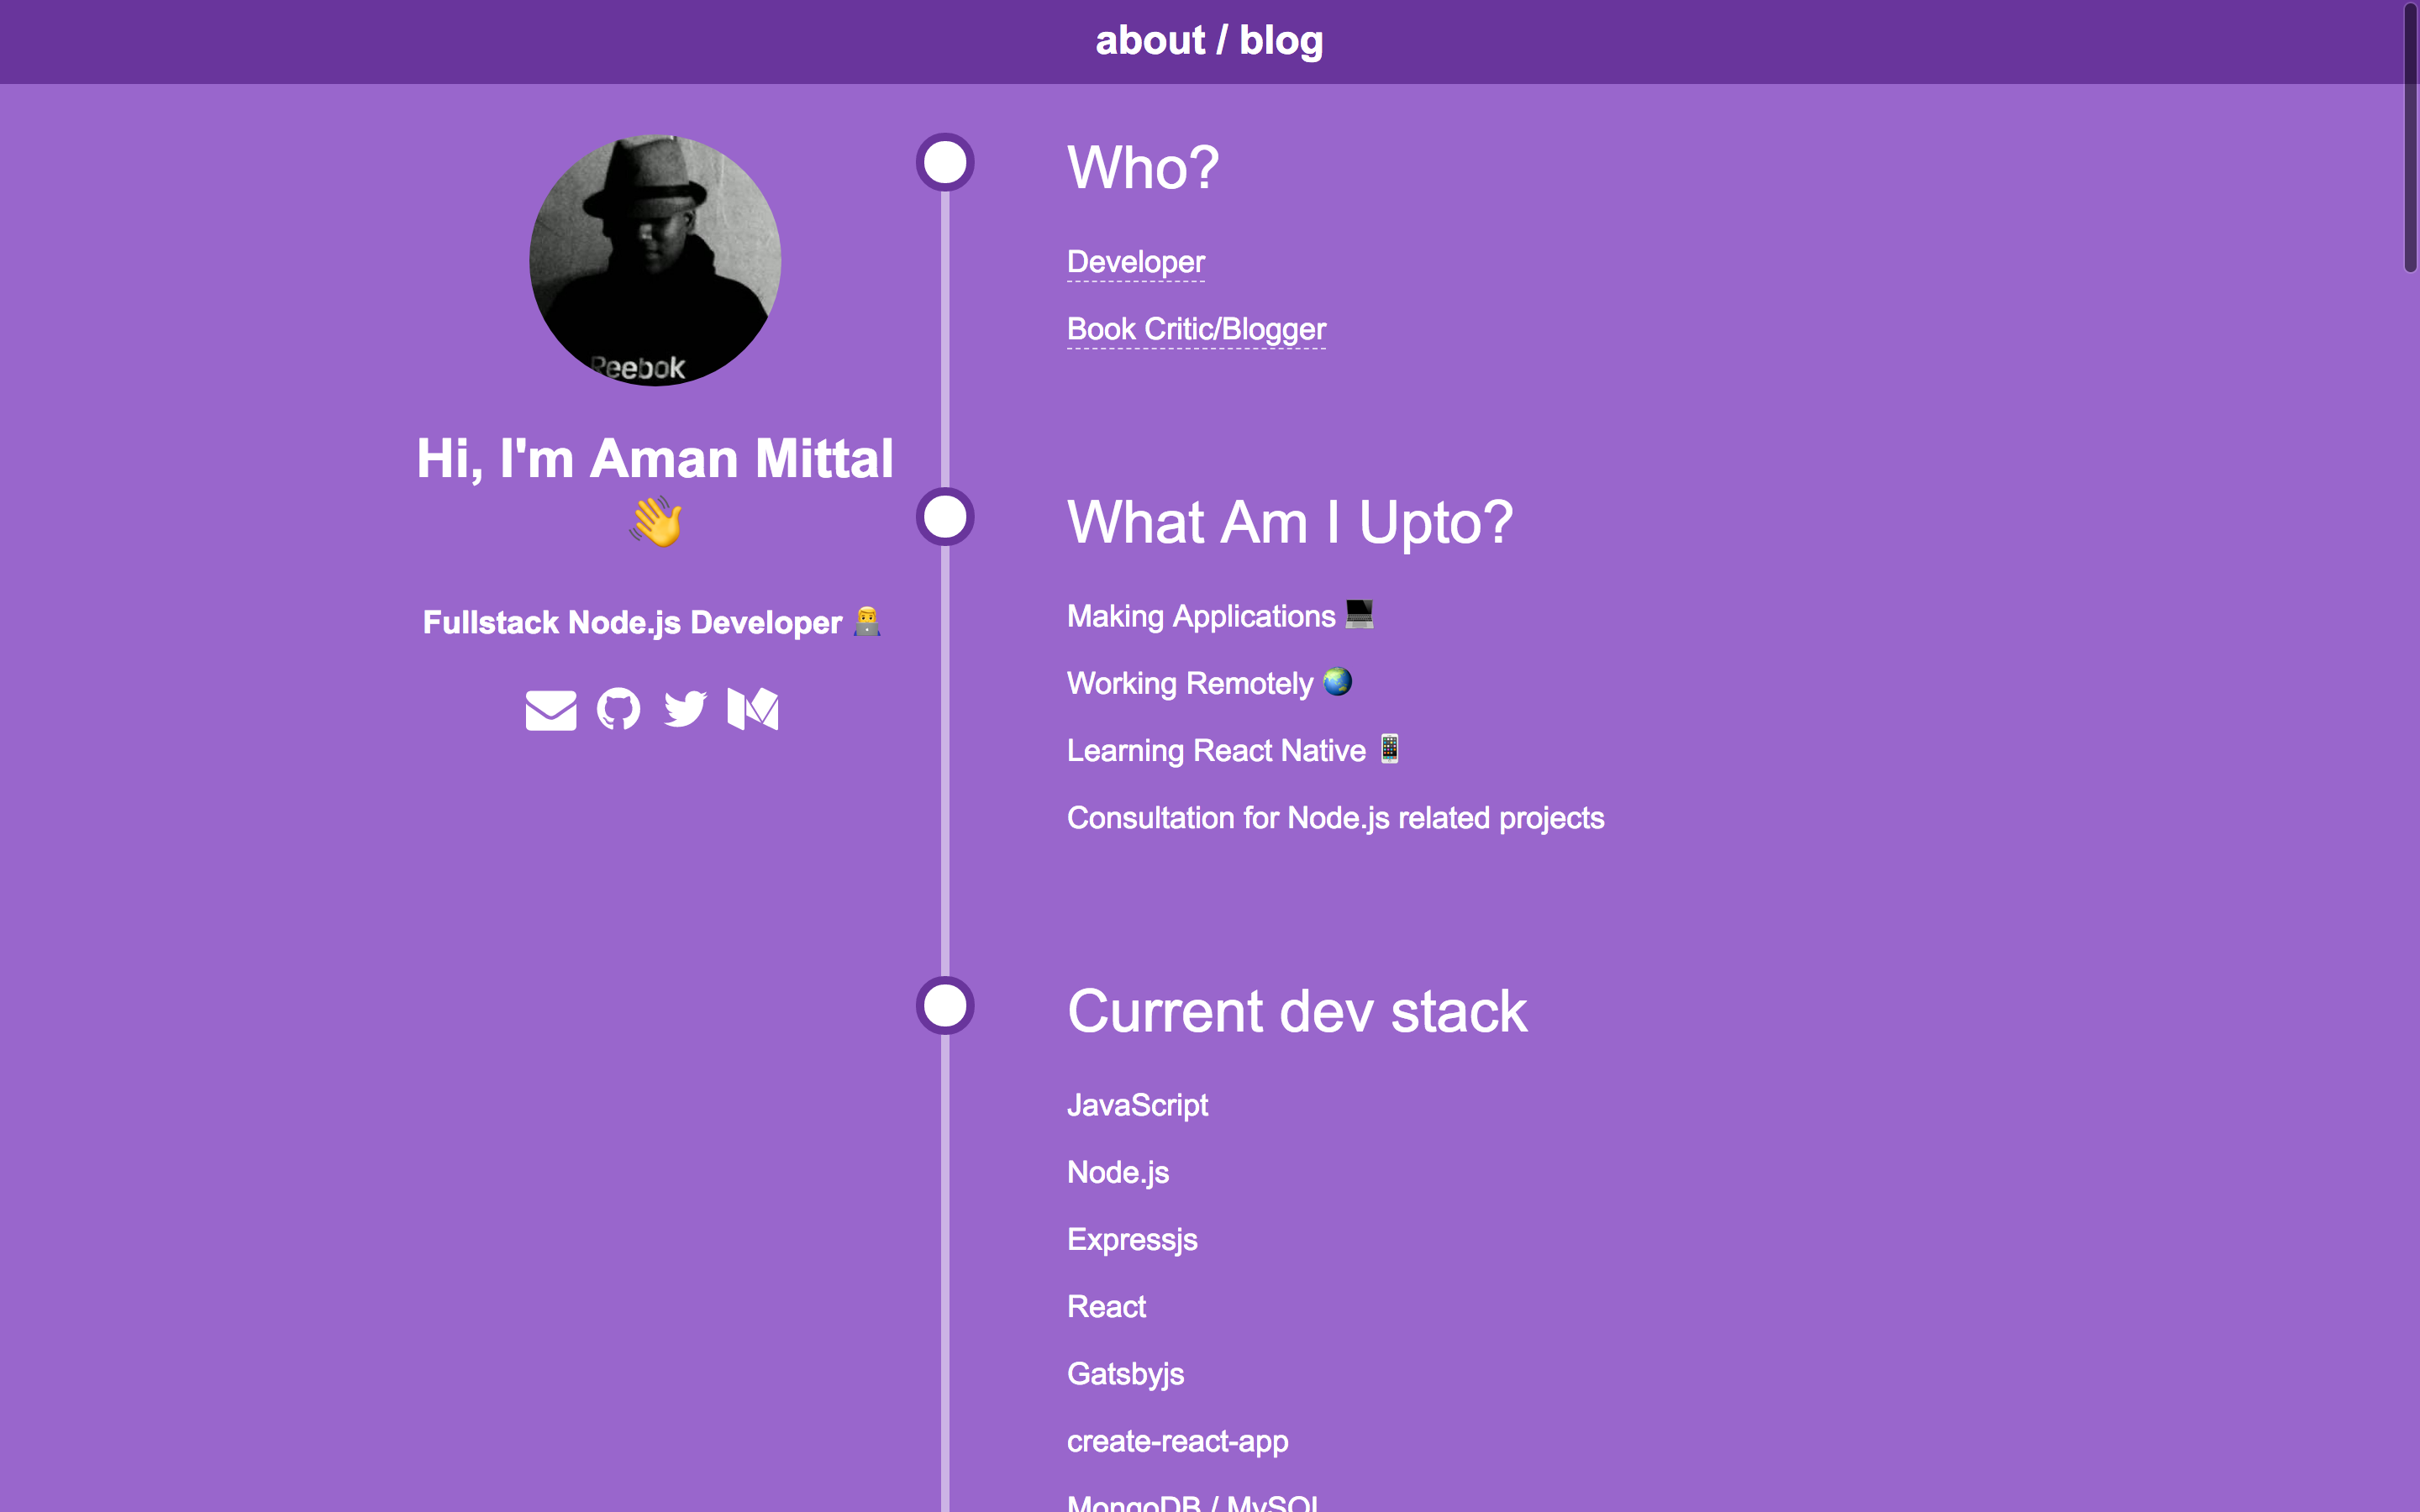 about / blog
Reebok
Hi, I'm Aman Mittal
👋
Fullstack Node.js Developer 👨‍💻
Who?
Developer
Book Critic/Blogger
What Am I Upto?
Making Applications 💻
Working Remotely 🌏
Learning React Native 📱
Consultation for Node.js related projects
Current dev stack
JavaScript
Node.js
Expressjs
React
Gatsbyjs
create-react-app
MongoDB / MySQL